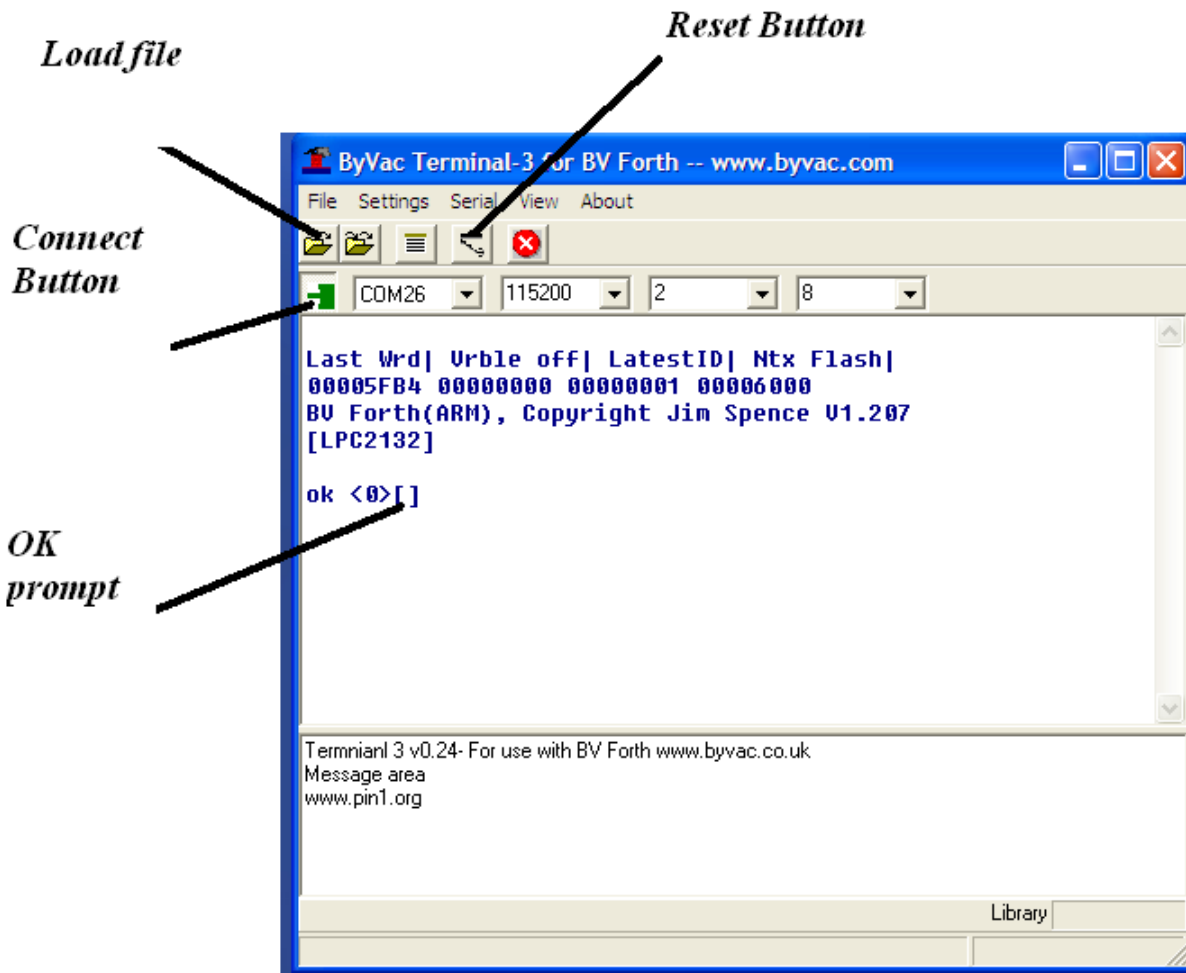 Reset Button
Load file
ByVac Terminal-3 for BV Forth -- www.byvac.com
File Settings Serial View About
Connect
Button
COM26 115200 2 8
Last Wrd| Vrble off| LatestID| Ntx Flash|
00005FB4 00000000 00000001 00006000
BV Forth(ARM), Copyright Jim Spence V1.207
[LPC2132]
ok <0>[]
OK
prompt
Termnianl 3 v0.24- For use with BV Forth www.byvac.co.uk
Message area
www.pin1.org
Library